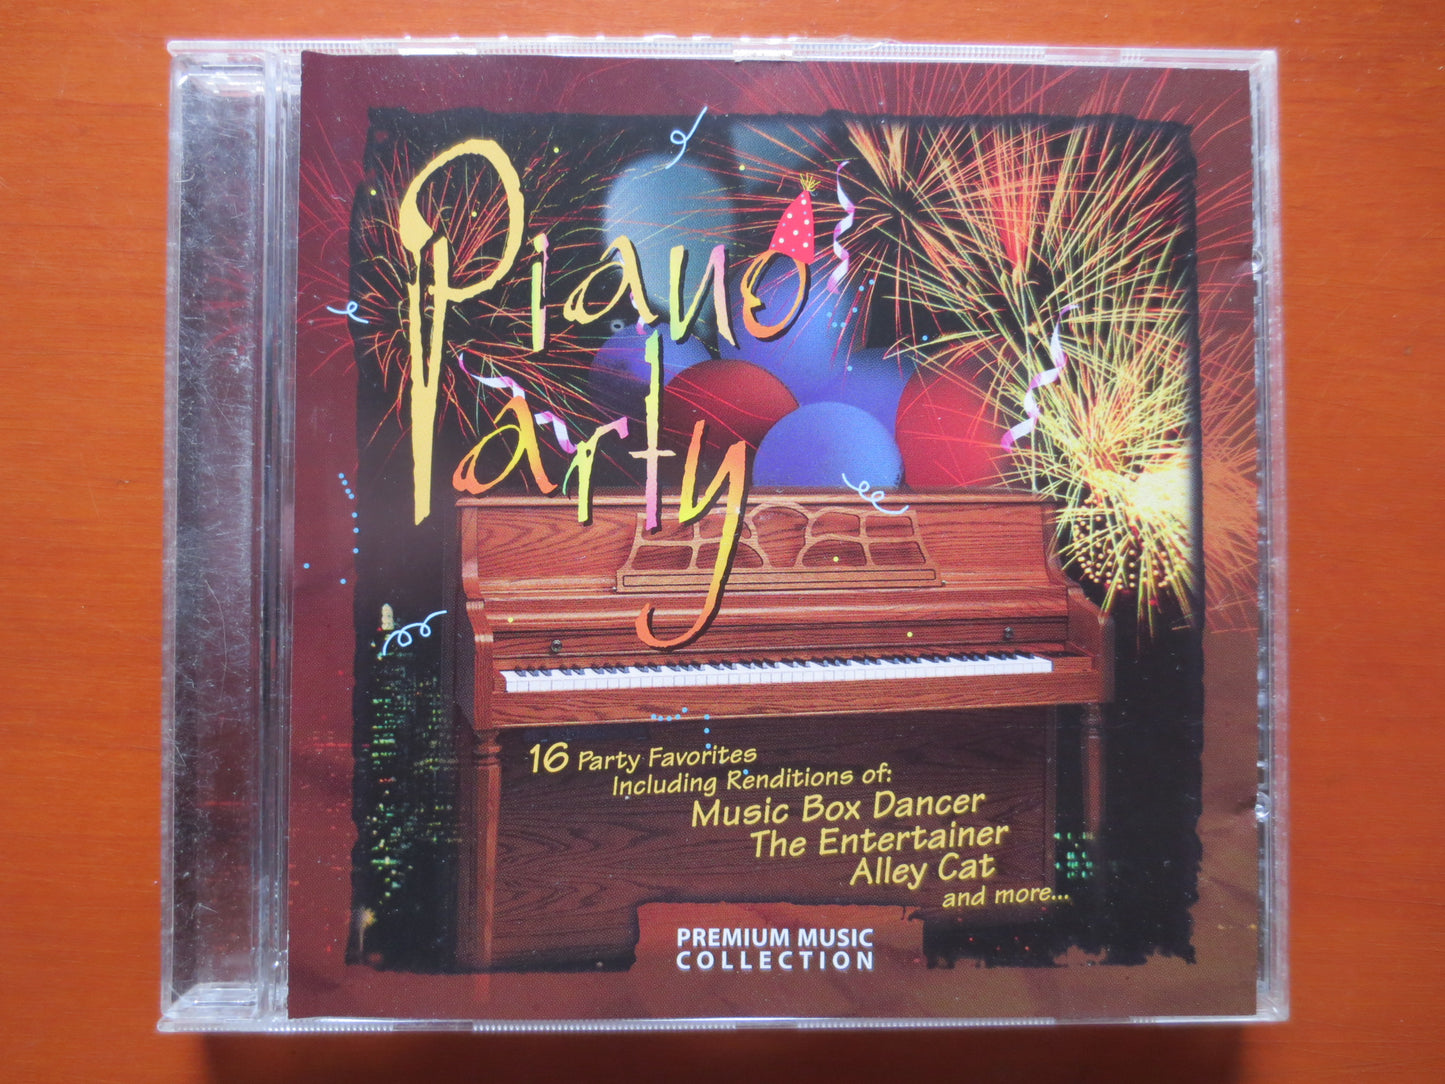 Piano
Party
16 Party Favorites
Including Renditions of:
Music Box Dancer
The Entertainer
Alley Cat
and more...
PREMIUM MUSIC
COLLECTION